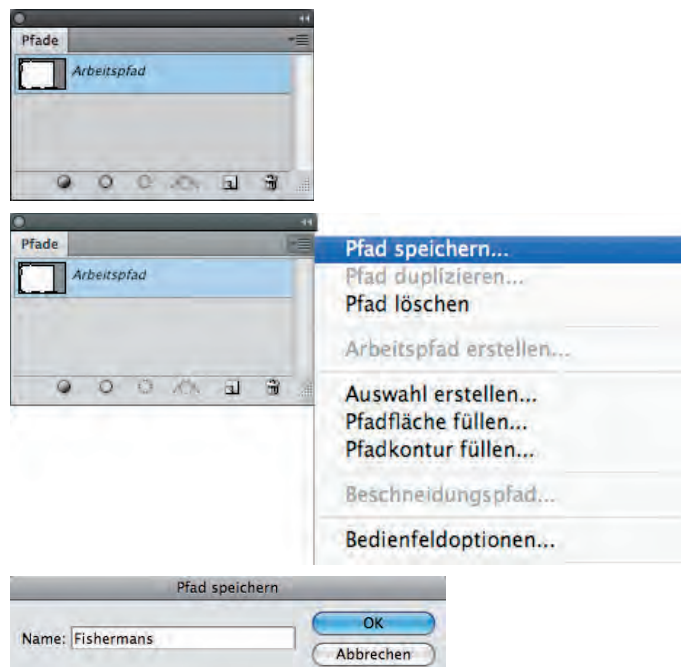 Pfade
Arbeitspfad
Pfade
Arbeitspfad
Pfad speichern...
Pfad duplizieren...
Pfad löschen
Arbeitspfad erstellen...
Auswahl erstellen...
Pfadfläche füllen...
Pfadkontur füllen...
Beschneidungspfad...
Bedienfeldoptionen...
Pfad speichern
Name: Fishermans
OK
Abbrechen